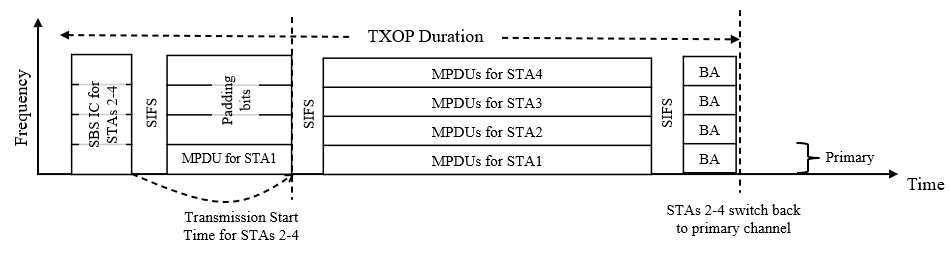 TXOP Duration
Frequency
SBS IC for
STAs 2-4
SIFS
Padding
bits
MPDU for STA1
SIFS
MPDUs for STA4
MPDUs for STA3
MPDUs for STA2
MPDUs for STA1
SIFS
BA
BA
BA
BA
Primary
Time
Transmission Start
Time for STAs 2-4
STAs 2-4 switch back
to primary channel